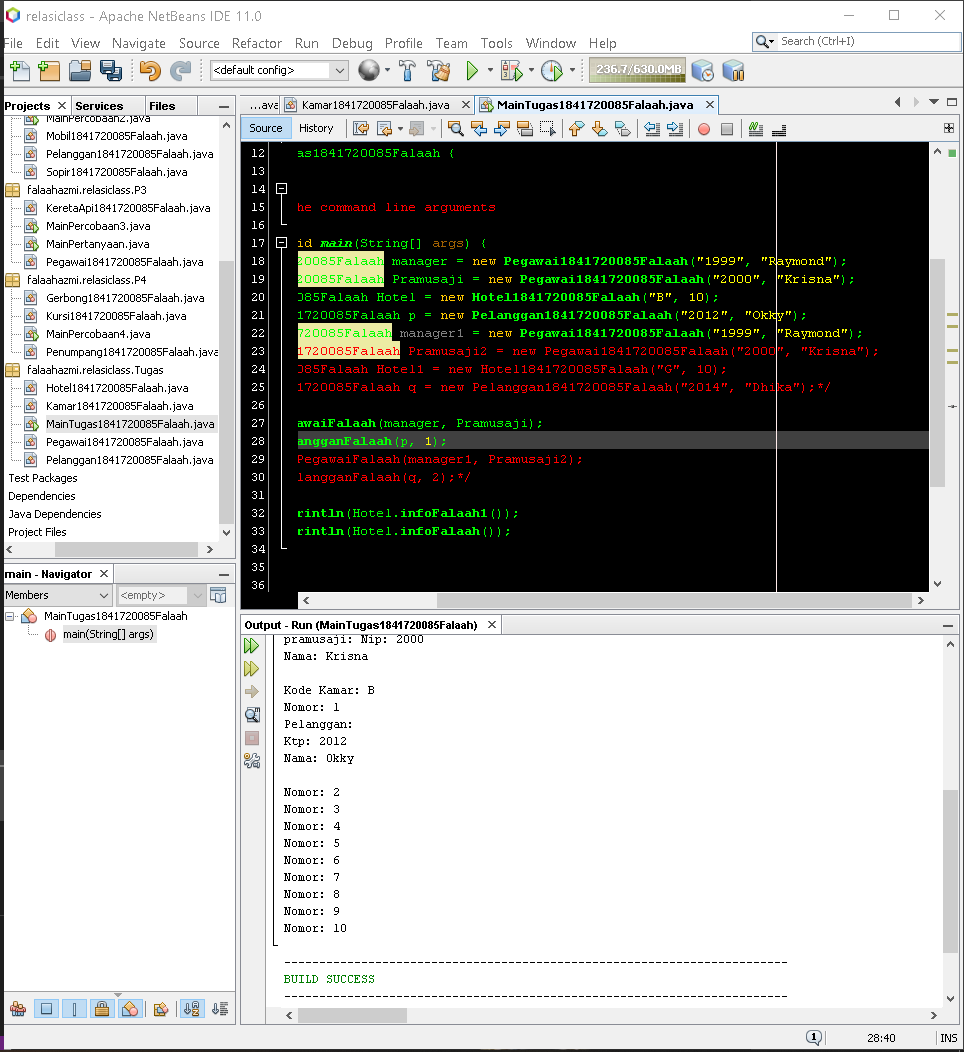 relasiclass - Apache NetBeans IDE 11.0
File Edit View Navigate Source Refactor Run Debug Profile Team Tools Window Help
Search (Ctrl+I)
<default config>
236.7/630.0MB
Projects Services Files
MainPercobaan2.java
Mobil1841720085Falaah.java
Pelanggan1841720085Falaah.java
Sopir1841720085Falaah.java
falaahazmi.relasiclass.P3
KeretaApi1841720085Falaah.java
MainPercobaan3.java
MainPertanyaan.java
Pegawai1841720085Falaah.java
falaahazmi.relasiclass.P4
Gerbong1841720085Falaah.java
Kursi1841720085Falaah.java
MainPercobaan4.java
Penumpang1841720085Falaah.java
falaahazmi.relasiclass.Tugas
Hotel1841720085Falaah.java
Kamar1841720085Falaah.java
MainTugas1841720085Falaah.java
Pegawai1841720085Falaah.java
Pelanggan1841720085Falaah.java
Test Packages
Dependencies
Java Dependencies
Project Files
main - Navigator
Members <empty>
MainTugas1841720085Falaah
main(String[] args)
...ava Kamar1841720085Falaah.java MainTugas1841720085Falaah.java
Source History
12 as1841720085Falaah {
13
14
15 he command line arguments
16
17 id main(String[] args) {
18 20085Falaah manager = new Pegawai1841720085Falaah("1999", "Raymond");
19 20085Falaah Pramusaji = new Pegawai1841720085Falaah("2000", "Krisna");
20 085Falaah Hotel = new Hotel1841720085Falaah("B", 10);
21 1720085Falaah p = new Pelanggan1841720085Falaah("2012", "Okky");
22 720085Falaah manager1 = new Pegawai1841720085Falaah("1999", "Raymond");
23 1720085Falaah Pramusaji2 = new Pegawai1841720085Falaah("2000", "Krisna");
24 085Falaah Hotel1 = new Hotel1841720085Falaah("G", 10);
25 1720085Falaah q = new Pelanggan1841720085Falaah("2014", "Dhika");*/
26
27 awaiFalaah(manager, Pramusaji);
28 angganFalaah(p, 1);
29 PegawaiFalaah(manager1, Pramusaji2);
30 langganFalaah(q, 2);*/
31
32 rintln(Hotel.infoFalaah1());
33 rintln(Hotel.infoFalaah());
34
35
36
Output - Run (MainTugas1841720085Falaah)
pramusaji: Nip: 2000
Nama: Krisna
Kode Kamar: B
Nomor: 1
Pelanggan:
Ktp: 2012
Nama: Okky
Nomor: 2
Nomor: 3
Nomor: 4
Nomor: 5
Nomor: 6
Nomor: 7
Nomor: 8
Nomor: 9
Nomor: 10
------------------------------------------------------------------------
BUILD SUCCESS
------------------------------------------------------------------------
1 28:40 INS